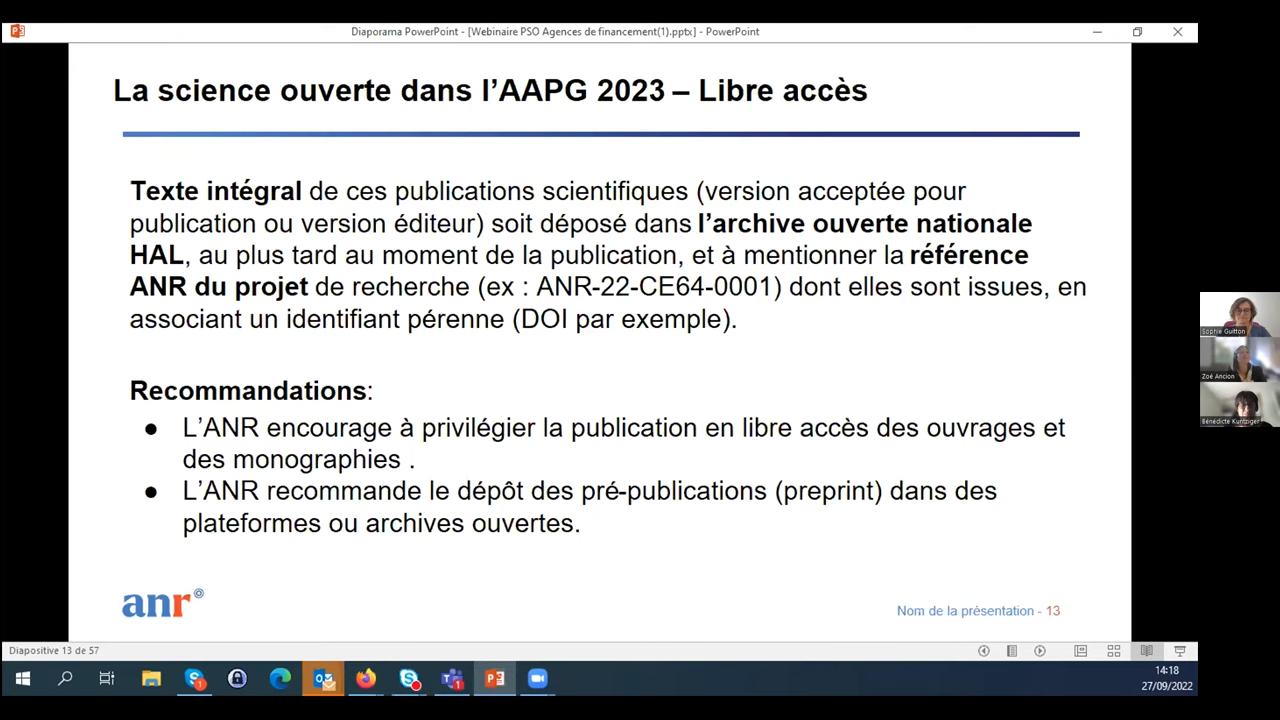 Diaporama PowerPoint - [Webinaire PSO Agences de financement(1).pptx] - PowerPoint
La science ouverte dans l’AAPG 2023 – Libre accès
Texte intégral de ces publications scientifiques (version acceptée pour
publication ou version éditeur) soit déposé dans l’archive ouverte nationale
HAL, au plus tard au moment de la publication, et à mentionner la référence
ANR du projet de recherche (ex : ANR-22-CE64-0001) dont elles sont issues, en
associant un identifiant pérenne (DOI par exemple).
Recommandations:
● L’ANR encourage à privilégier la publication en libre accès des ouvrages et
des monographies .
● L’ANR recommande le dépôt des pré-publications (preprint) dans des
plateformes ou archives ouvertes.
anr
Nom de la présentation - 13
Sophie Guitton
Zoé Ancion
Bénédicte Kuntziger
Diapositive 13 de 57
14:18
27/09/2022